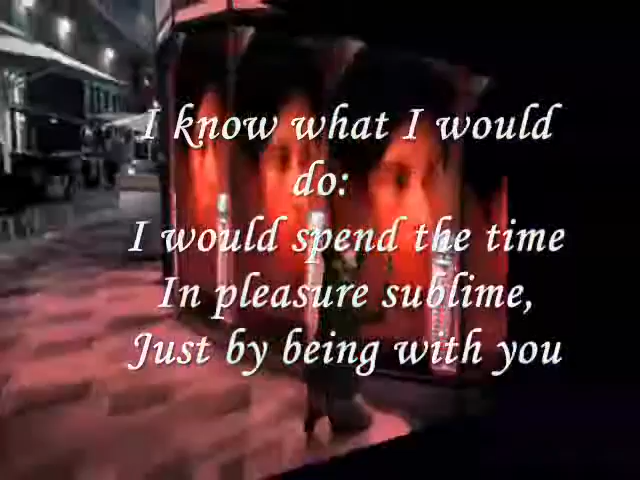 I know what I would
do:
I would spend the time
In pleasure sublime,
Just by being with you